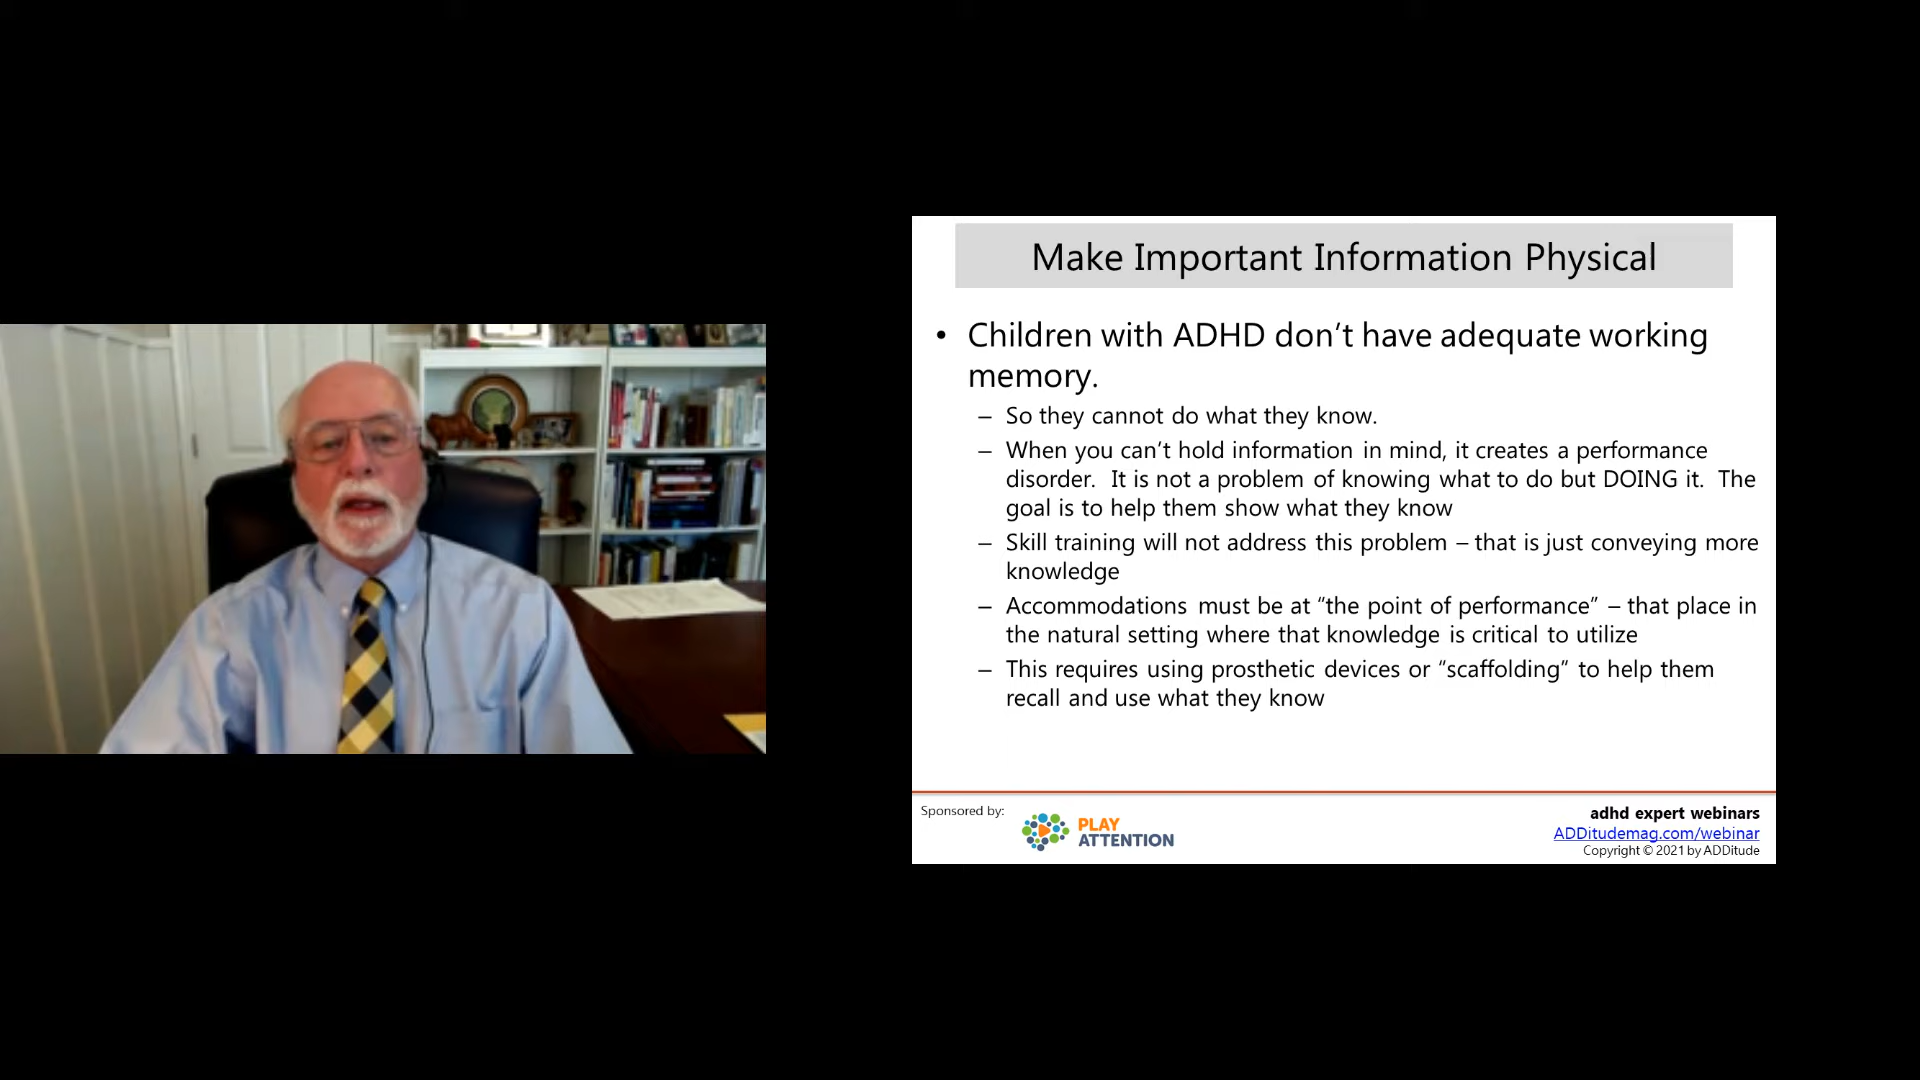 Make Important Information Physical
• Children with ADHD don’t have adequate working
memory.
– So they cannot do what they know.
– When you can’t hold information in mind, it creates a performance
disorder.  It is not a problem of knowing what to do but DOING it.  The
goal is to help them show what they know
– Skill training will not address this problem – that is just conveying more
knowledge
– Accommodations must be at “the point of performance” – that place in
the natural setting where that knowledge is critical to utilize
– This requires using prosthetic devices or “scaffolding” to help them
recall and use what they know
Sponsored by:
PLAY
ATTENTION
adhd expert webinars
ADDitudemag.com/webinar
Copyright © 2021 by ADDitude